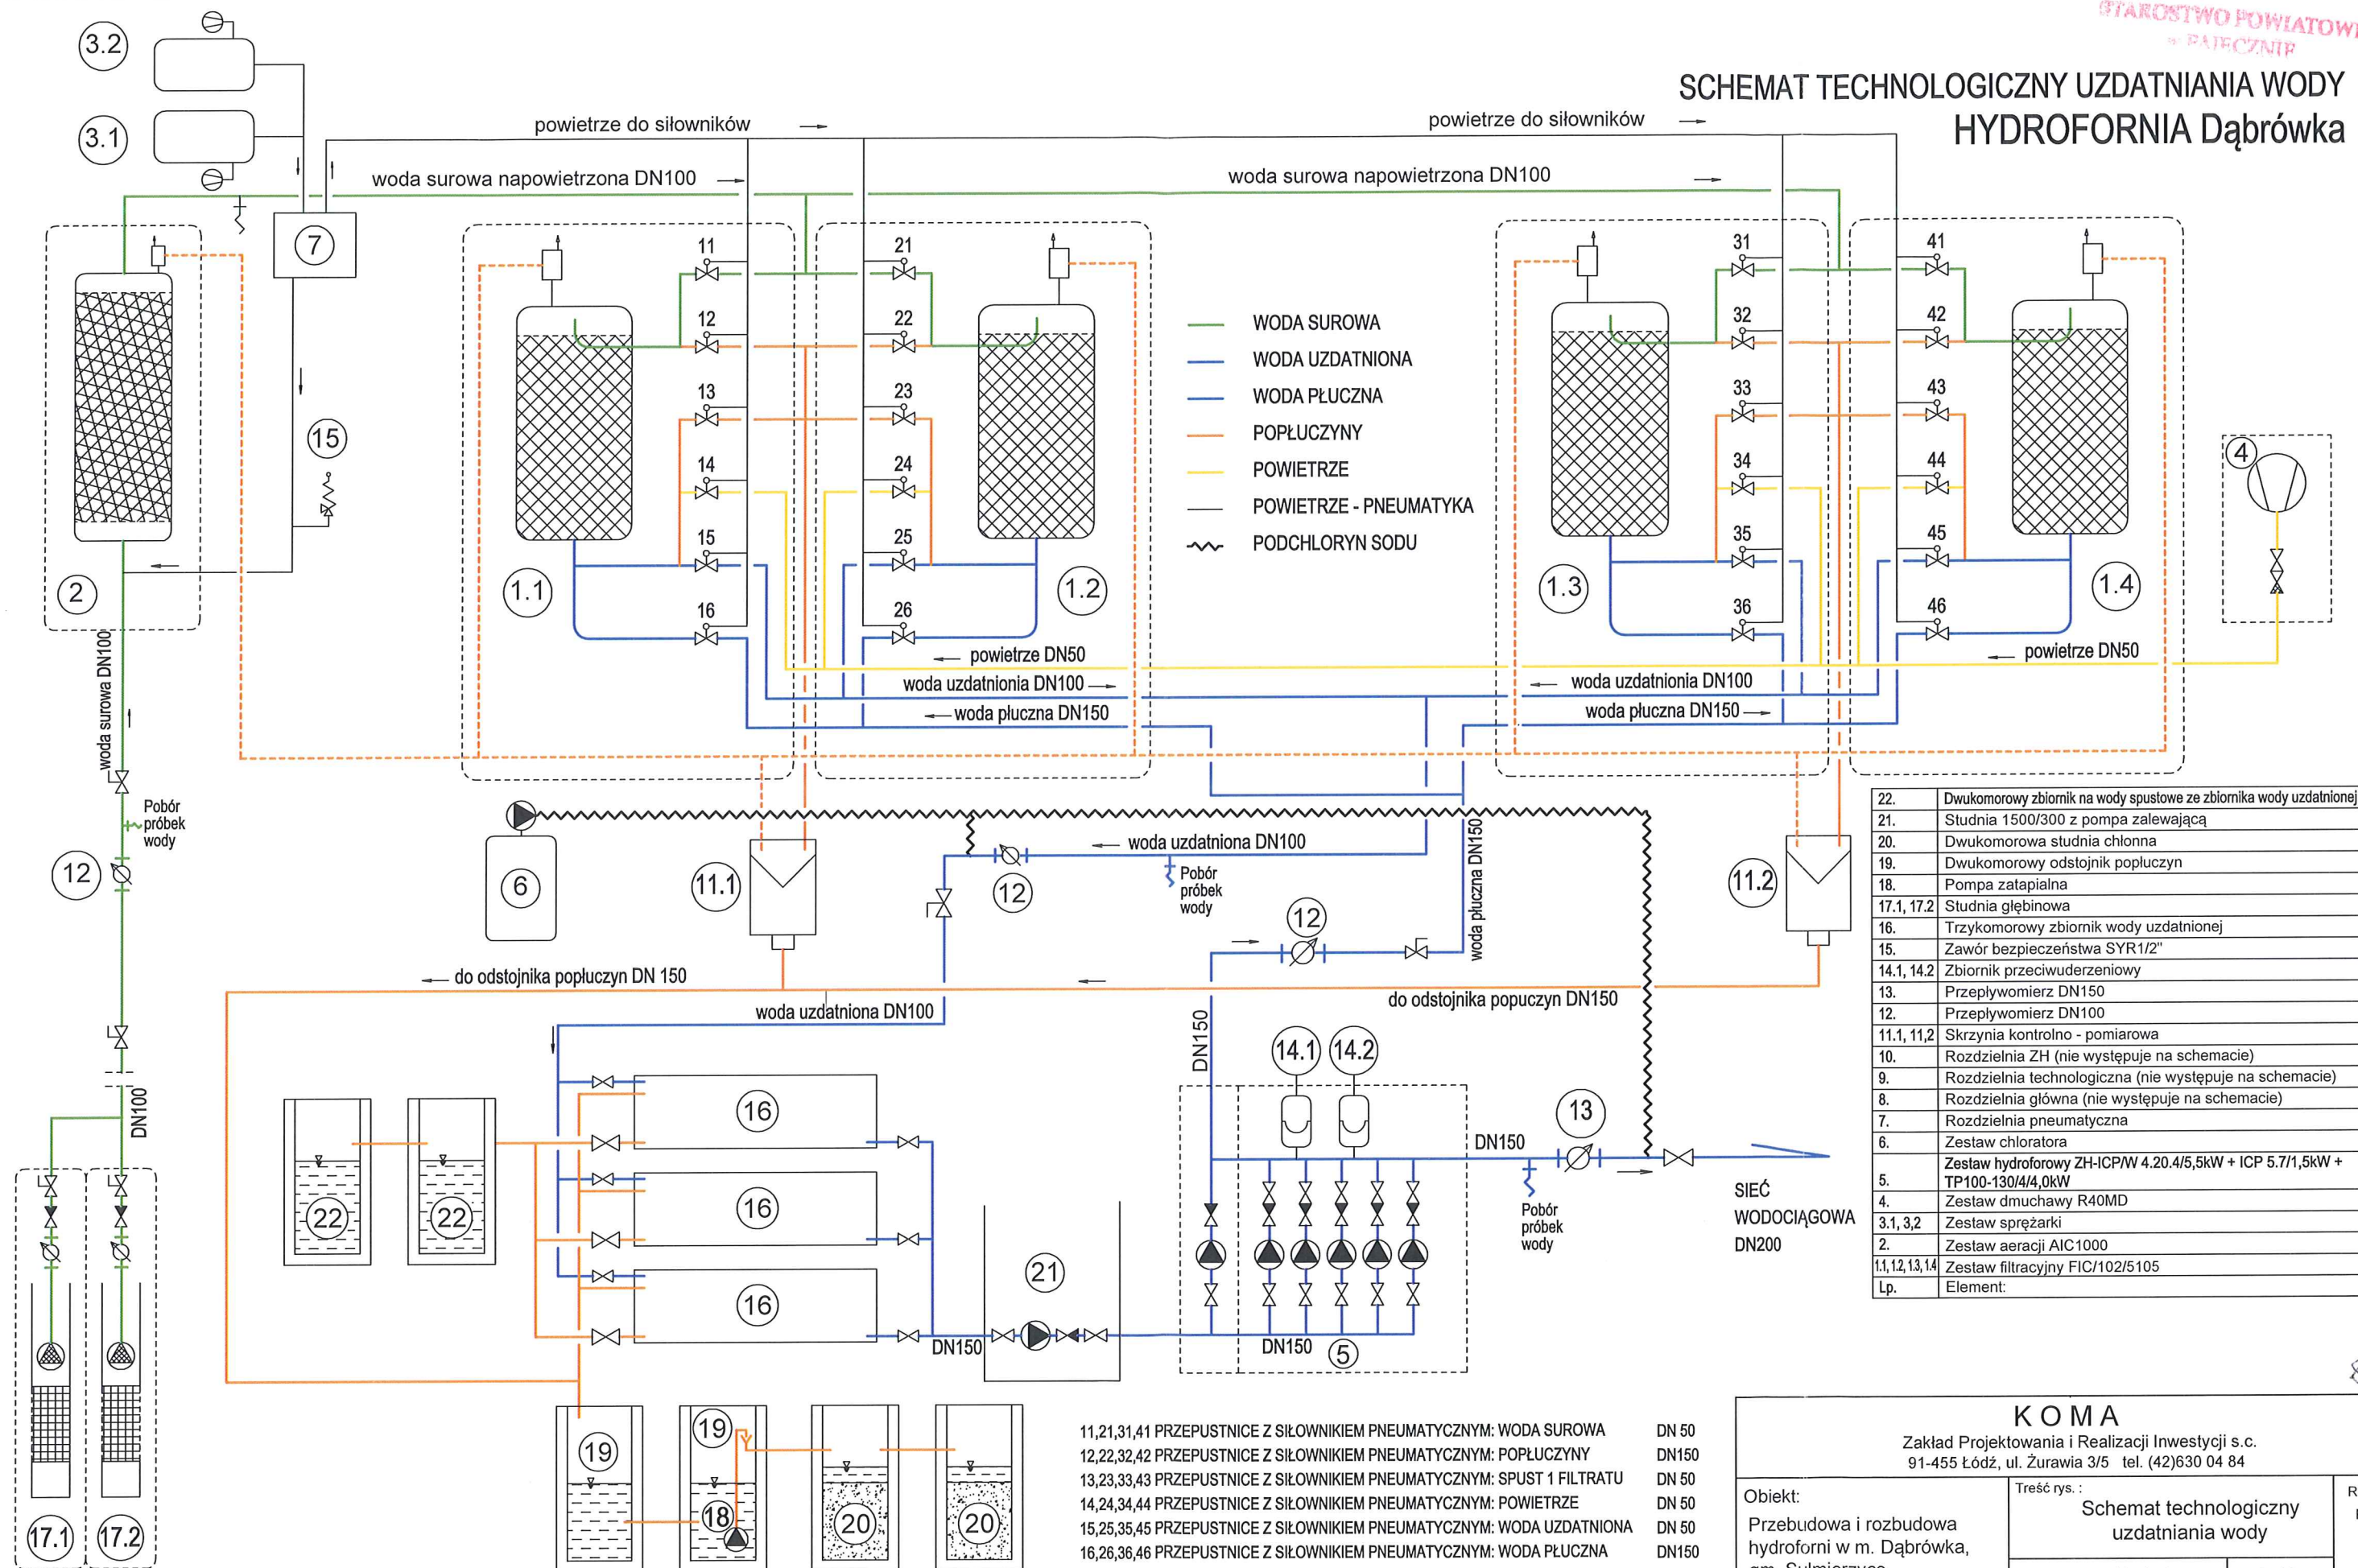 STAROSTWO POWIATOWE
w PAJĘCZNIE
SCHEMAT TECHNOLOGICZNY UZDATNIANIA WODY
HYDROFORNIA Dąbrówka
3.2
3.1
powietrze do siłowników
powietrze do siłowników
woda surowa napowietrzona DN100
woda surowa napowietrzona DN100
7
15
2
11
12
13
14
15
16
1.1
21
22
23
24
25
26
1.2
WODA SUROWA
WODA UZDATNIONA
WODA PŁUCZNA
POPŁUCZYNY
POWIETRZE
POWIETRZE - PNEUMATYKA
PODCHLORYN SODU
31
32
33
34
35
36
1.3
41
42
43
44
45
46
1.4
4
powietrze DN50
powietrze DN50
woda uzdatnionia DN100
woda uzdatnionia DN100
woda płuczna DN150
woda płuczna DN150
woda surowa DN100
Pobór
próbek
wody
12
6
11.1
woda uzdatniona DN100
12
Pobór
próbek
wody
12
woda płuczna DN150
11.2
do odstojnika popłuczyn DN 150
do odstojnika popuczyn DN150
woda uzdatniona DN100
DN150
14.1
14.2
13
DN150
DN100
22
22
16
16
16
21
DN150
DN150
5
Pobór
próbek
wody
SIEĆ
WODOCIĄGOWA
DN200
17.1
17.2
19
19
18
20
20
22. Dwukomorowy zbiornik na wody spustowe ze zbiornika wody uzdatnionej
21. Studnia 1500/300 z pompa zalewającą
20. Dwukomorowa studnia chłonna
19. Dwukomorowy odstojnik popłuczyn
18. Pompa zatapialna
17.1, 17.2 Studnia głębinowa
16. Trzykomorowy zbiornik wody uzdatnionej
15. Zawór bezpieczeństwa SYR1/2"
14.1, 14.2 Zbiornik przeciwuderzeniowy
13. Przepływomierz DN150
12. Przepływomierz DN100
11.1, 11,2 Skrzynia kontrolno - pomiarowa
10. Rozdzielnia ZH (nie występuje na schemacie)
9. Rozdzielnia technologiczna (nie występuje na schemacie)
8. Rozdzielnia główna (nie występuje na schemacie)
7. Rozdzielnia pneumatyczna
6. Zestaw chloratora
5. Zestaw hydroforowy ZH-ICP/W 4.20.4/5,5kW + ICP 5.7/1,5kW +
TP100-130/4/4,0kW
4. Zestaw dmuchawy R40MD
3.1, 3,2 Zestaw sprężarki
2. Zestaw aeracji AIC1000
1.1, 1.2, 1.3, 1.4 Zestaw filtracyjny FIC/102/5105
Lp. Element:
11,21,31,41 PRZEPUSTNICE Z SIŁOWNIKIEM PNEUMATYCZNYM: WODA SUROWA DN 50
12,22,32,42 PRZEPUSTNICE Z SIŁOWNIKIEM PNEUMATYCZNYM: POPŁUCZYNY DN150
13,23,33,43 PRZEPUSTNICE Z SIŁOWNIKIEM PNEUMATYCZNYM: SPUST 1 FILTRATU DN 50
14,24,34,44 PRZEPUSTNICE Z SIŁOWNIKIEM PNEUMATYCZNYM: POWIETRZE DN 50
15,25,35,45 PRZEPUSTNICE Z SIŁOWNIKIEM PNEUMATYCZNYM: WODA UZDATNIONA DN 50
16,26,36,46 PRZEPUSTNICE Z SIŁOWNIKIEM PNEUMATYCZNYM: WODA PŁUCZNA DN150
KOMA
Zakład Projektowania i Realizacji Inwestycji s.c.
91-455 Łódź, ul. Żurawia 3/5 tel. (42)630 04 84
Obiekt:
Przebudowa i rozbudowa
hydroforni w m. Dąbrówka,
Treść rys. :
Schemat technologiczny
uzdatniania wody